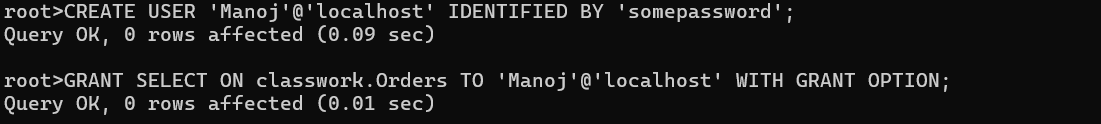 root>CREATE USER 'Manoj'@'localhost' IDENTIFIED BY 'somepassword';
Query OK, 0 rows affected (0.09 sec)
root>GRANT SELECT ON classwork.Orders TO 'Manoj'@'localhost' WITH GRANT OPTION;
Query OK, 0 rows affected (0.01 sec)